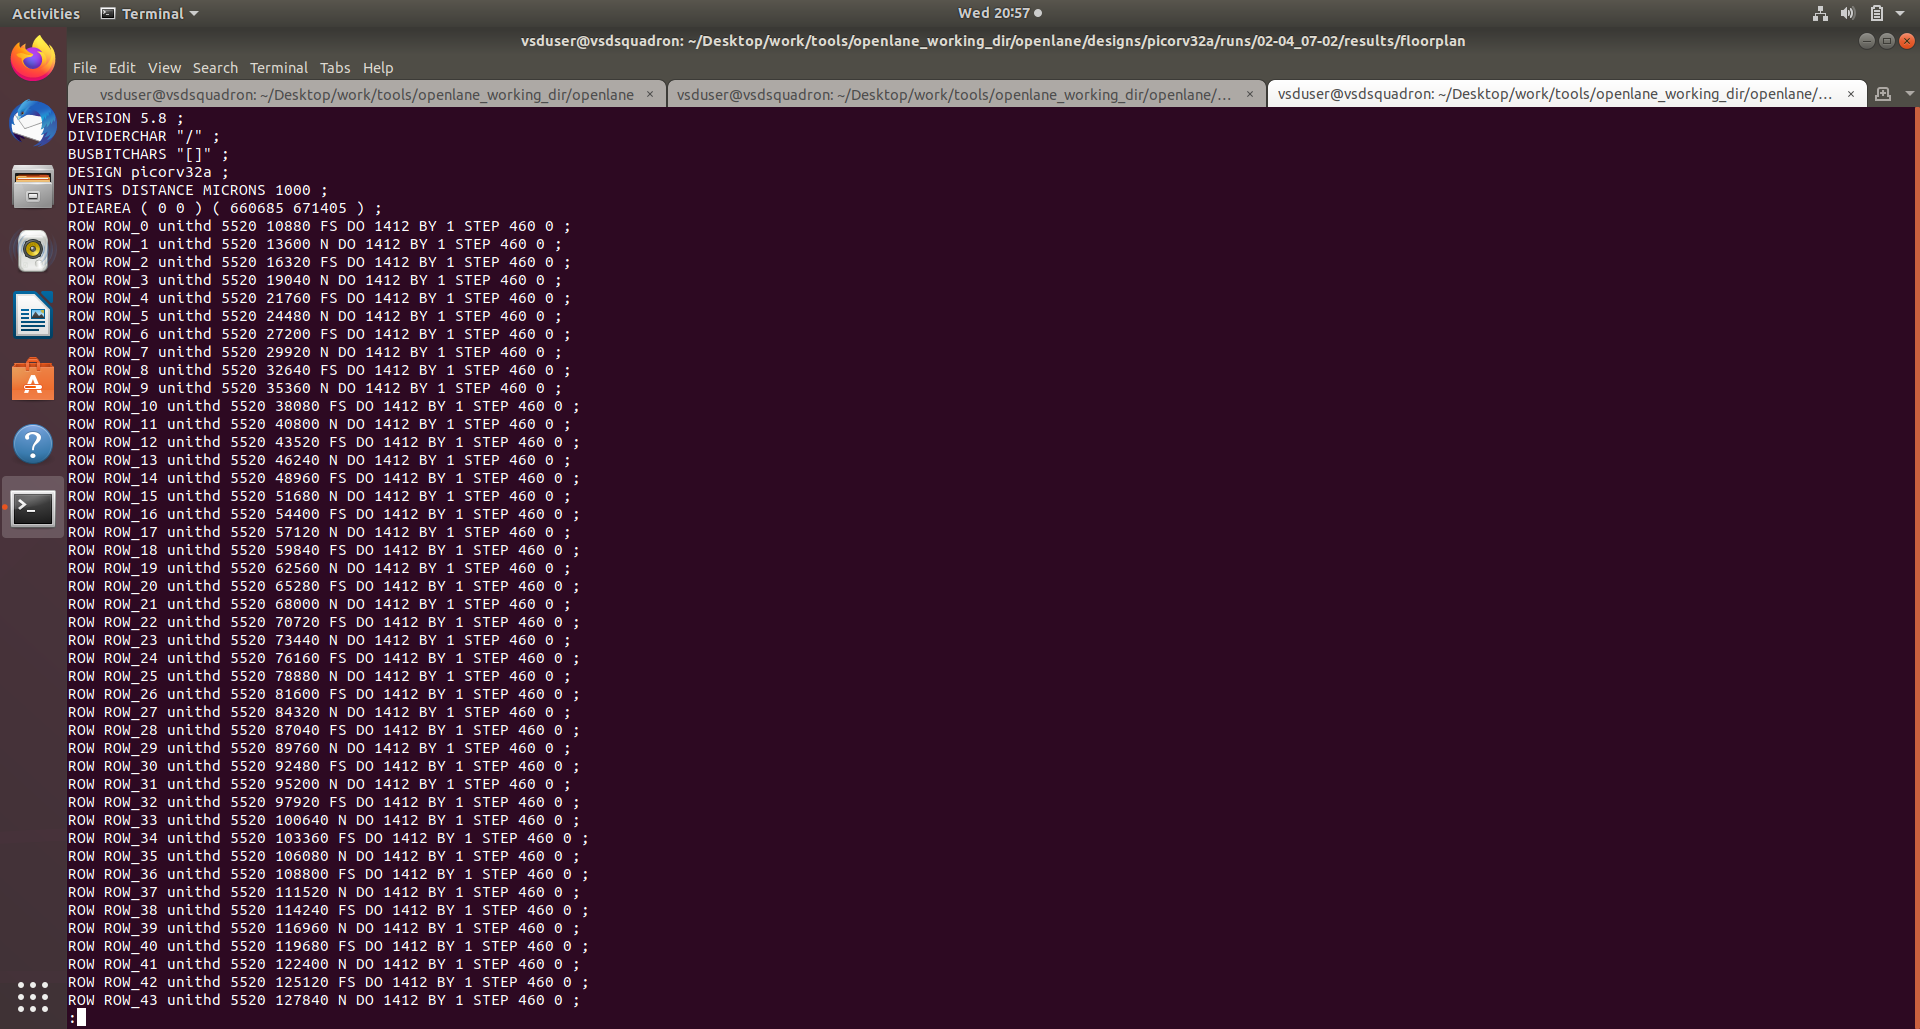 Activities Terminal Wed 20:57
vsduser@vsdsquadron: ~/Desktop/work/tools/openlane_working_dir/openlane/designs/picorv32a/runs/02-04_07-02/results/floorplan
File Edit View Search Terminal Tabs Help
vsduser@vsdsquadron: ~/Desktop/work/tools/openlane_working_dir/openlane × vsduser@vsdsquadron: ~/Desktop/work/tools/openlane_working_dir/openlane/... × vsduser@vsdsquadron: ~/Desktop/work/tools/openlane_working_dir/openlane/... ×
VERSION 5.8 ;
DIVIDERCHAR "/" ;
BUSBITCHARS "[]" ;
DESIGN picorv32a ;
UNITS DISTANCE MICRONS 1000 ;
DIEAREA ( 0 0 ) ( 660685 671405 ) ;
ROW ROW_0 unithd 5520 10880 FS DO 1412 BY 1 STEP 460 0 ;
ROW ROW_1 unithd 5520 13600 N DO 1412 BY 1 STEP 460 0 ;
ROW ROW_2 unithd 5520 16320 FS DO 1412 BY 1 STEP 460 0 ;
ROW ROW_3 unithd 5520 19040 N DO 1412 BY 1 STEP 460 0 ;
ROW ROW_4 unithd 5520 21760 FS DO 1412 BY 1 STEP 460 0 ;
ROW ROW_5 unithd 5520 24480 N DO 1412 BY 1 STEP 460 0 ;
ROW ROW_6 unithd 5520 27200 FS DO 1412 BY 1 STEP 460 0 ;
ROW ROW_7 unithd 5520 29920 N DO 1412 BY 1 STEP 460 0 ;
ROW ROW_8 unithd 5520 32640 FS DO 1412 BY 1 STEP 460 0 ;
ROW ROW_9 unithd 5520 35360 N DO 1412 BY 1 STEP 460 0 ;
ROW ROW_10 unithd 5520 38080 FS DO 1412 BY 1 STEP 460 0 ;
ROW ROW_11 unithd 5520 40800 N DO 1412 BY 1 STEP 460 0 ;
ROW ROW_12 unithd 5520 43520 FS DO 1412 BY 1 STEP 460 0 ;
ROW ROW_13 unithd 5520 46240 N DO 1412 BY 1 STEP 460 0 ;
ROW ROW_14 unithd 5520 48960 FS DO 1412 BY 1 STEP 460 0 ;
ROW ROW_15 unithd 5520 51680 N DO 1412 BY 1 STEP 460 0 ;
ROW ROW_16 unithd 5520 54400 FS DO 1412 BY 1 STEP 460 0 ;
ROW ROW_17 unithd 5520 57120 N DO 1412 BY 1 STEP 460 0 ;
ROW ROW_18 unithd 5520 59840 FS DO 1412 BY 1 STEP 460 0 ;
ROW ROW_19 unithd 5520 62560 N DO 1412 BY 1 STEP 460 0 ;
ROW ROW_20 unithd 5520 65280 FS DO 1412 BY 1 STEP 460 0 ;
ROW ROW_21 unithd 5520 68000 N DO 1412 BY 1 STEP 460 0 ;
ROW ROW_22 unithd 5520 70720 FS DO 1412 BY 1 STEP 460 0 ;
ROW ROW_23 unithd 5520 73440 N DO 1412 BY 1 STEP 460 0 ;
ROW ROW_24 unithd 5520 76160 FS DO 1412 BY 1 STEP 460 0 ;
ROW ROW_25 unithd 5520 78880 N DO 1412 BY 1 STEP 460 0 ;
ROW ROW_26 unithd 5520 81600 FS DO 1412 BY 1 STEP 460 0 ;
ROW ROW_27 unithd 5520 84320 N DO 1412 BY 1 STEP 460 0 ;
ROW ROW_28 unithd 5520 87040 FS DO 1412 BY 1 STEP 460 0 ;
ROW ROW_29 unithd 5520 89760 N DO 1412 BY 1 STEP 460 0 ;
ROW ROW_30 unithd 5520 92480 FS DO 1412 BY 1 STEP 460 0 ;
ROW ROW_31 unithd 5520 95200 N DO 1412 BY 1 STEP 460 0 ;
ROW ROW_32 unithd 5520 97920 FS DO 1412 BY 1 STEP 460 0 ;
ROW ROW_33 unithd 5520 100640 N DO 1412 BY 1 STEP 460 0 ;
ROW ROW_34 unithd 5520 103360 FS DO 1412 BY 1 STEP 460 0 ;
ROW ROW_35 unithd 5520 106080 N DO 1412 BY 1 STEP 460 0 ;
ROW ROW_36 unithd 5520 108800 FS DO 1412 BY 1 STEP 460 0 ;
ROW ROW_37 unithd 5520 111520 N DO 1412 BY 1 STEP 460 0 ;
ROW ROW_38 unithd 5520 114240 FS DO 1412 BY 1 STEP 460 0 ;
ROW ROW_39 unithd 5520 116960 N DO 1412 BY 1 STEP 460 0 ;
ROW ROW_40 unithd 5520 119680 FS DO 1412 BY 1 STEP 460 0 ;
ROW ROW_41 unithd 5520 122400 N DO 1412 BY 1 STEP 460 0 ;
ROW ROW_42 unithd 5520 125120 FS DO 1412 BY 1 STEP 460 0 ;
ROW ROW_43 unithd 5520 127840 N DO 1412 BY 1 STEP 460 0 ;
: